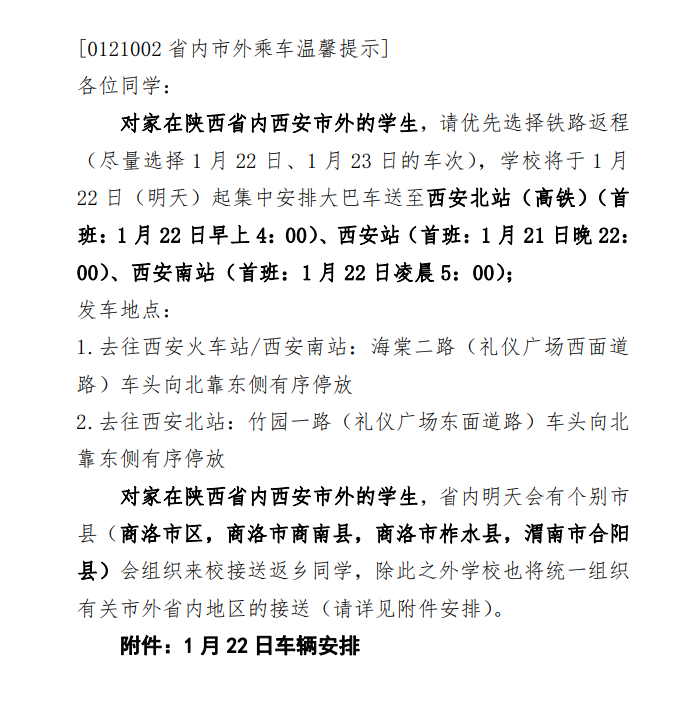 [0121002 省内市外乘车温馨提示]
各位同学：
对家在陕西省内西安市外的学生，请优先选择铁路返程
（尽量选择 1 月 22 日、1 月 23 日的车次），学校将于 1 月
22 日（明天）起集中安排大巴车送至西安北站（高铁）（首
班：1 月 22 日早上 4：00）、西安站（首班：1 月 21 日晚 22：
00）、西安南站（首班：1 月 22 日凌晨 5：00）；
发车地点：
1.去往西安火车站/西安南站：海棠二路（礼仪广场西面道
路）车头向北靠东侧有序停放
2.去往西安北站：竹园一路（礼仪广场东面道路）车头向北
靠东侧有序停放
对家在陕西省内西安市外的学生，省内明天会有个别市
县（商洛市区，商洛市商南县，商洛市柞水县，渭南市合阳
县）会组织来校接送返乡同学，除此之外学校也将统一组织
有关市外省内地区的接送（请详见附件安排）。
附件：1 月 22 日车辆安排